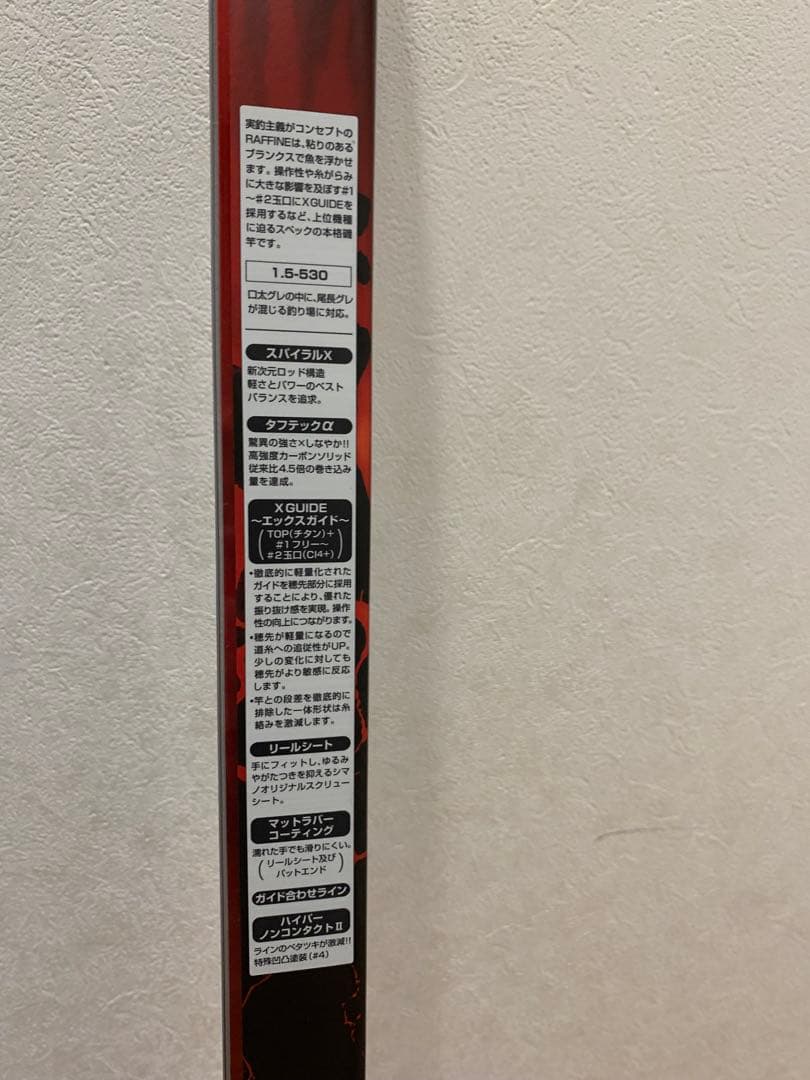 実釣主義がコンセプトの
RAFFINEは、粘りのある
ブランクスで魚を浮かせ
ます。操作性や糸がらみ
に大きな影響を及ぼす#1
～#2玉口にXGUIDEを
採用するなど、上位機種
に迫るスペックの本格磯
竿です。
1.5-530
口太グレの中に、尾長グレ
が混じる釣り場に対応。
スパイラルX
新次元ロッド構造
軽さとパワーのベスト
バランスを追求。
タフテックα
驚異の強さ×しなやか!!
高強度カーボンソリッド
従来比4.5倍の巻き込み
量を達成。
X GUIDE
～エックスガイド～
(TOP(チタン)+
#1フリー～
#2玉口(CI4+))
•徹底的に軽量化された
ガイドを穂先部分に採用
することにより、優れた
振り抜け感を実現。操作
性の向上につながります。
•穂先が軽量になるので
道糸への追従性がUP。
少しの変化に対しても
穂先がより敏感に反応
します。
•竿との段差を徹底的に
排除した一体形状は糸
絡みを激減します。
リールシート
手にフィットし、ゆるみ
やがたつきを抑えるシマ
ノオリジナルスクリュー
シート。
マットラバー
コーティング
濡れた手でも滑りにくい。
(リールシート及び
バットエンド)
ガイド合わせライン
ハイパー
ノンコンタクトⅡ
ラインのベタツキが激減!!
特殊凹凸塗装(#4)